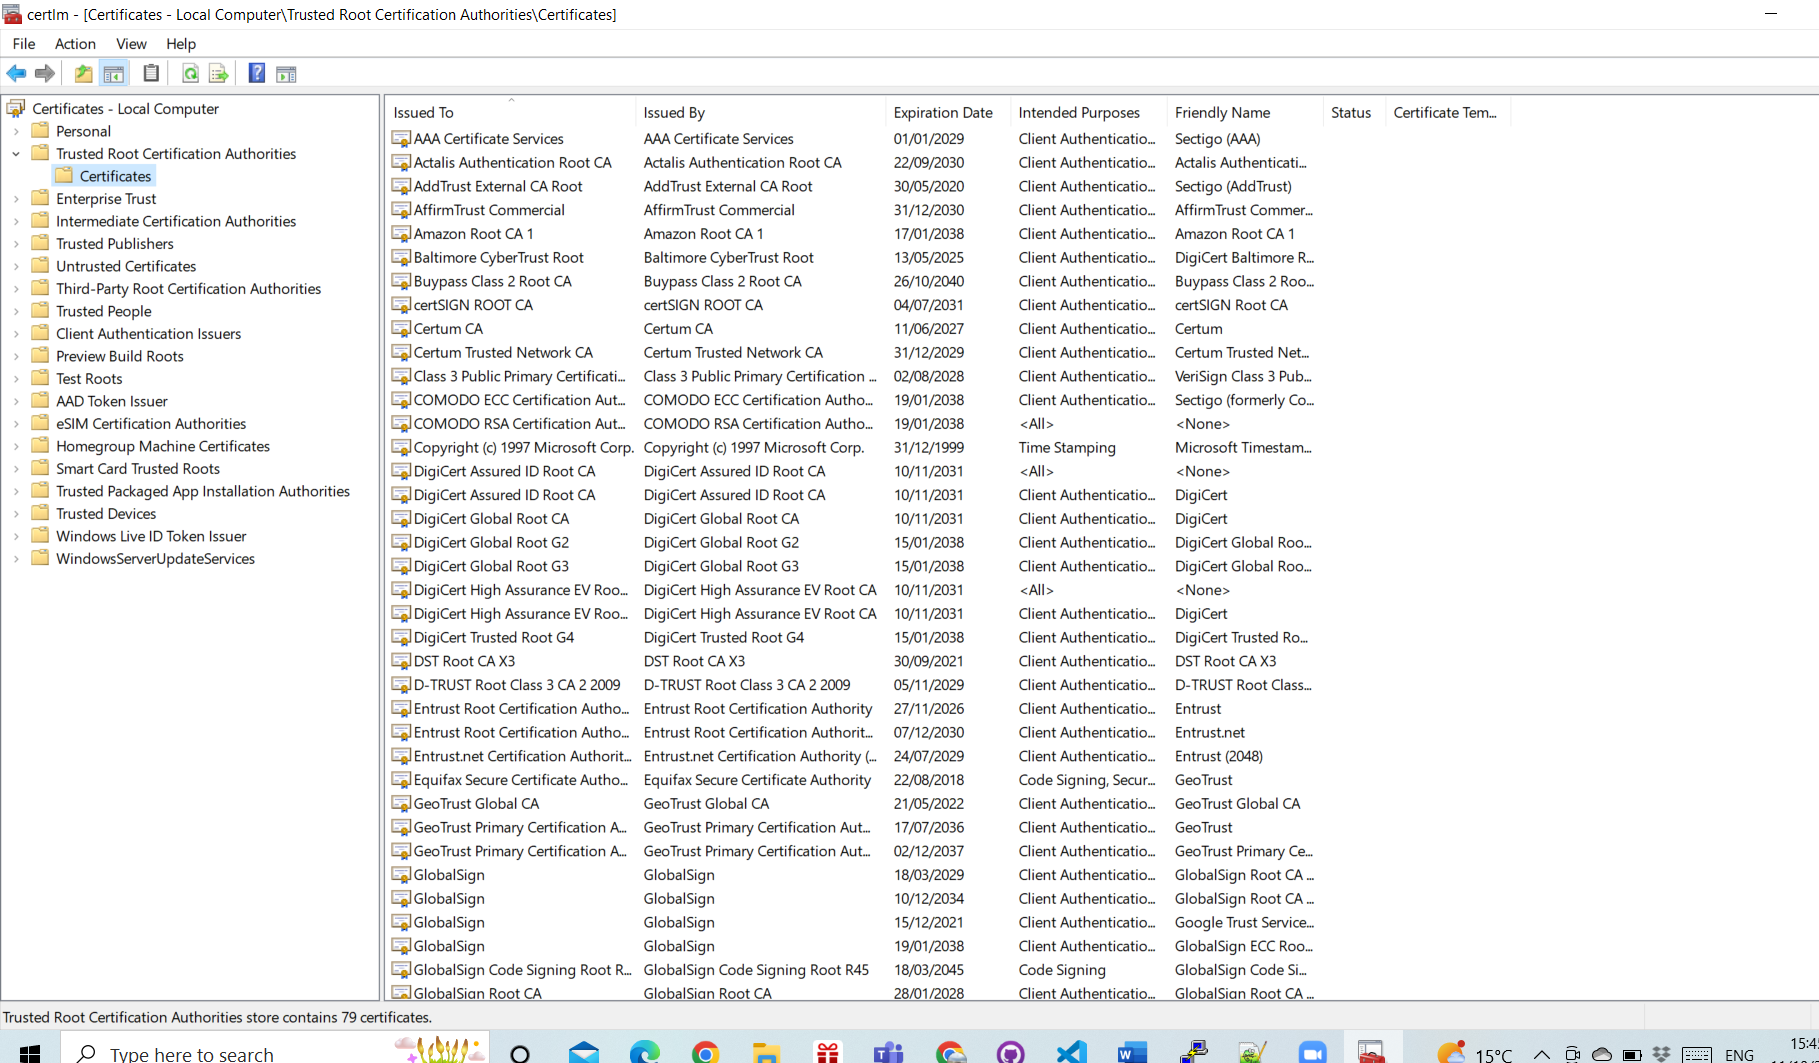 certlm - [Certificates - Local Computer\Trusted Root Certification Authorities\Certificates]
File Action View Help
Certificates - Local Computer
Personal
Trusted Root Certification Authorities
Certificates
Enterprise Trust
Intermediate Certification Authorities
Trusted Publishers
Untrusted Certificates
Third-Party Root Certification Authorities
Trusted People
Client Authentication Issuers
Preview Build Roots
Test Roots
AAD Token Issuer
eSIM Certification Authorities
Homegroup Machine Certificates
Smart Card Trusted Roots
Trusted Packaged App Installation Authorities
Trusted Devices
Windows Live ID Token Issuer
WindowsServerUpdateServices
Issued To Issued By Expiration Date Intended Purposes Friendly Name Status Certificate Tem...
AAA Certificate Services AAA Certificate Services 01/01/2029 Client Authenticatio... Sectigo (AAA)
Actalis Authentication Root CA Actalis Authentication Root CA 22/09/2030 Client Authenticatio... Actalis Authenticati...
AddTrust External CA Root AddTrust External CA Root 30/05/2020 Client Authenticatio... Sectigo (AddTrust)
AffirmTrust Commercial AffirmTrust Commercial 31/12/2030 Client Authenticatio... AffirmTrust Commer...
Amazon Root CA 1 Amazon Root CA 1 17/01/2038 Client Authenticatio... Amazon Root CA 1
Baltimore CyberTrust Root Baltimore CyberTrust Root 13/05/2025 Client Authenticatio... DigiCert Baltimore R...
Buypass Class 2 Root CA Buypass Class 2 Root CA 26/10/2040 Client Authenticatio... Buypass Class 2 Roo...
certSIGN ROOT CA certSIGN ROOT CA 04/07/2031 Client Authenticatio... certSIGN Root CA
Certum CA Certum CA 11/06/2027 Client Authenticatio... Certum
Certum Trusted Network CA Certum Trusted Network CA 31/12/2029 Client Authenticatio... Certum Trusted Net...
Class 3 Public Primary Certificati... Class 3 Public Primary Certification ... 02/08/2028 Client Authenticatio... VeriSign Class 3 Pub...
COMODO ECC Certification Aut... COMODO ECC Certification Autho... 19/01/2038 Client Authenticatio... Sectigo (formerly Co...
COMODO RSA Certification Aut... COMODO RSA Certification Autho... 19/01/2038 <All> <None>
Copyright (c) 1997 Microsoft Corp. Copyright (c) 1997 Microsoft Corp. 31/12/1999 Time Stamping Microsoft Timestam...
DigiCert Assured ID Root CA DigiCert Assured ID Root CA 10/11/2031 <All> <None>
DigiCert Assured ID Root CA DigiCert Assured ID Root CA 10/11/2031 Client Authenticatio... DigiCert
DigiCert Global Root CA DigiCert Global Root CA 10/11/2031 Client Authenticatio... DigiCert
DigiCert Global Root G2 DigiCert Global Root G2 15/01/2038 Client Authenticatio... DigiCert Global Roo...
DigiCert Global Root G3 DigiCert Global Root G3 15/01/2038 Client Authenticatio... DigiCert Global Roo...
DigiCert High Assurance EV Roo... DigiCert High Assurance EV Root CA 10/11/2031 <All> <None>
DigiCert High Assurance EV Roo... DigiCert High Assurance EV Root CA 10/11/2031 Client Authenticatio... DigiCert
DigiCert Trusted Root G4 DigiCert Trusted Root G4 15/01/2038 Client Authenticatio... DigiCert Trusted Ro...
DST Root CA X3 DST Root CA X3 30/09/2021 Client Authenticatio... DST Root CA X3
D-TRUST Root Class 3 CA 2 2009 D-TRUST Root Class 3 CA 2 2009 05/11/2029 Client Authenticatio... D-TRUST Root Class...
Entrust Root Certification Autho... Entrust Root Certification Authority 27/11/2026 Client Authenticatio... Entrust
Entrust Root Certification Autho... Entrust Root Certification Authorit... 07/12/2030 Client Authenticatio... Entrust.net
Entrust.net Certification Authorit... Entrust.net Certification Authority (... 24/07/2029 Client Authenticatio... Entrust (2048)
Equifax Secure Certificate Autho... Equifax Secure Certificate Authority 22/08/2018 Code Signing, Secur... GeoTrust
GeoTrust Global CA GeoTrust Global CA 21/05/2022 Client Authenticatio... GeoTrust Global CA
GeoTrust Primary Certification A... GeoTrust Primary Certification Aut... 17/07/2036 Client Authenticatio... GeoTrust
GeoTrust Primary Certification A... GeoTrust Primary Certification Aut... 02/12/2037 Client Authenticatio... GeoTrust Primary Ce...
GlobalSign GlobalSign 18/03/2029 Client Authenticatio... GlobalSign Root CA ...
GlobalSign GlobalSign 10/12/2034 Client Authenticatio... GlobalSign Root CA ...
GlobalSign GlobalSign 15/12/2021 Client Authenticatio... Google Trust Service...
GlobalSign GlobalSign 19/01/2038 Client Authenticatio... GlobalSign ECC Roo...
GlobalSign Code Signing Root R... GlobalSign Code Signing Root R45 18/03/2045 Code Signing GlobalSign Code Si...
GlobalSign Root CA GlobalSign Root CA 28/01/2028 Client Authenticatio... GlobalSign Root CA ...
Trusted Root Certification Authorities store contains 79 certificates.
Type here to search
15°C ENG
15:4